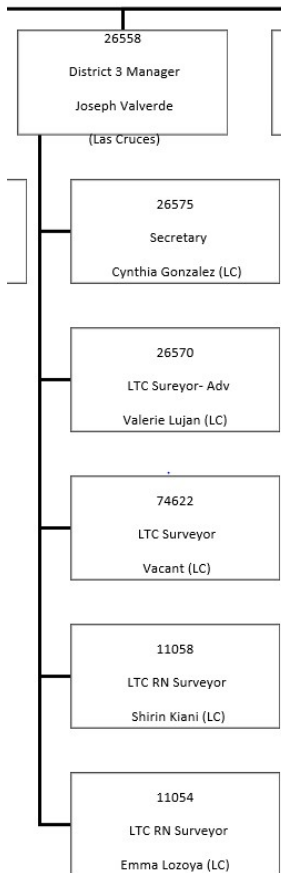 26558
District 3 Manager
Joseph Valverde
(Las Cruces)
26575
Secretary
Cynthia Gonzalez (LC)
26570
LTC Sureyor- Adv
Valerie Lujan (LC)
74622
LTC Surveyor
Vacant (LC)
11058
LTC RN Surveyor
Shirin Kiani (LC)
11054
LTC RN Surveyor
Emma Lozoya (LC)